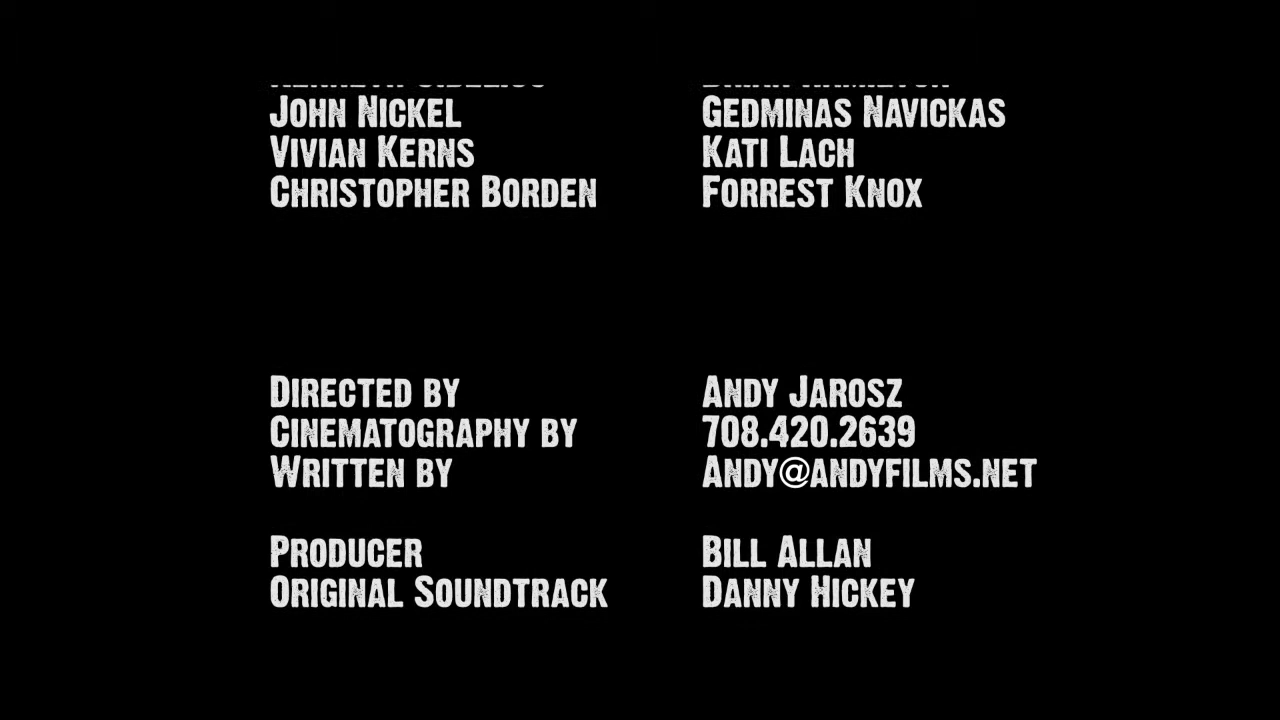 John Nickel Gedminas Navickas
Vivian Kerns Kati Lach
Christopher Borden Forrest Knox
Directed by Andy Jarosz
Cinematography by 708.420.2639
Written by Andy@andyfilms.net
Producer Bill Allan
Original Soundtrack Danny Hickey